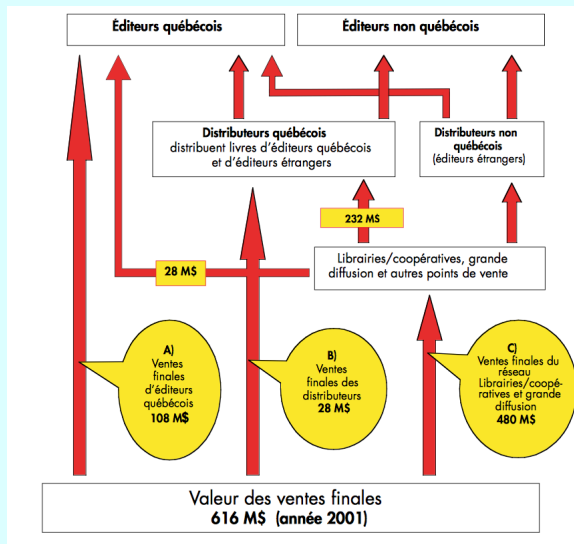 Éditeurs québécois
Éditeurs non québécois
Distributeurs québécois
distribuent livres d'éditeurs québécois
et d'éditeurs étrangers
Distributeurs non
québécois
(éditeurs étrangers)
232 M$
Librairies/coopératives, grande
diffusion et autres points de vente
28 M$
A)
Ventes
finales
d'éditeurs
québécois
108 M$
B)
Ventes
finales des
distributeurs
28 M$
C)
Ventes finales du
réseau
Librairies/coopé-
ratives et grande
diffusion
480 M$
Valeur des ventes finales
616 M$ (année 2001)